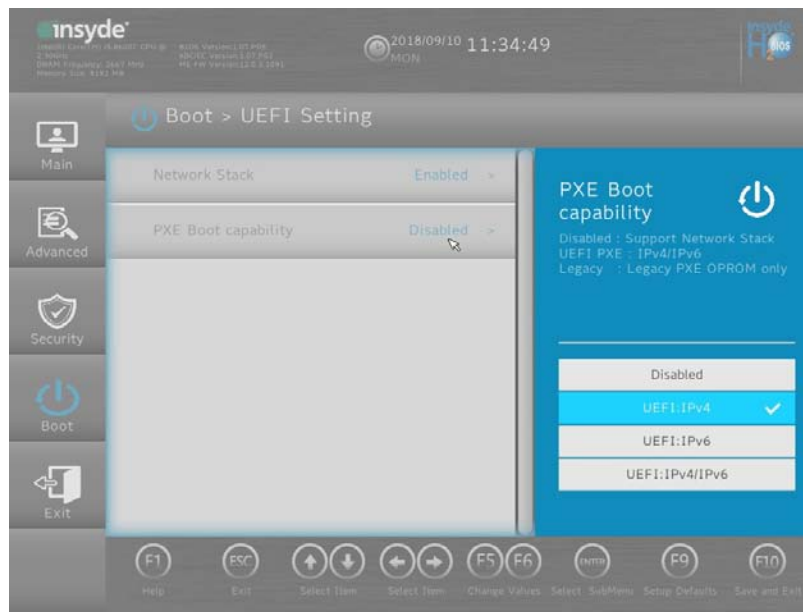 insyde
2018/09/10 11:34:49
MON
insyde
H2O bios
Boot > UEFI Setting
Main
Advanced
Security
Boot
Exit
Network Stack Enabled >
PXE Boot capability Disabled >
PXE Boot
capability
Disabled : Support Network Stack
UEFI PXE : IPv4/IPv6
Legacy : Legacy PXE OPROM only
Disabled
UEFI:IPv4
UEFI:IPv6
UEFI:IPv4/IPv6
F1 ESC F5 F6 ENTER F9 F10
Help Exit Select Item Select Item Change Values Select SubMenu Setup Defaults Save and Exit